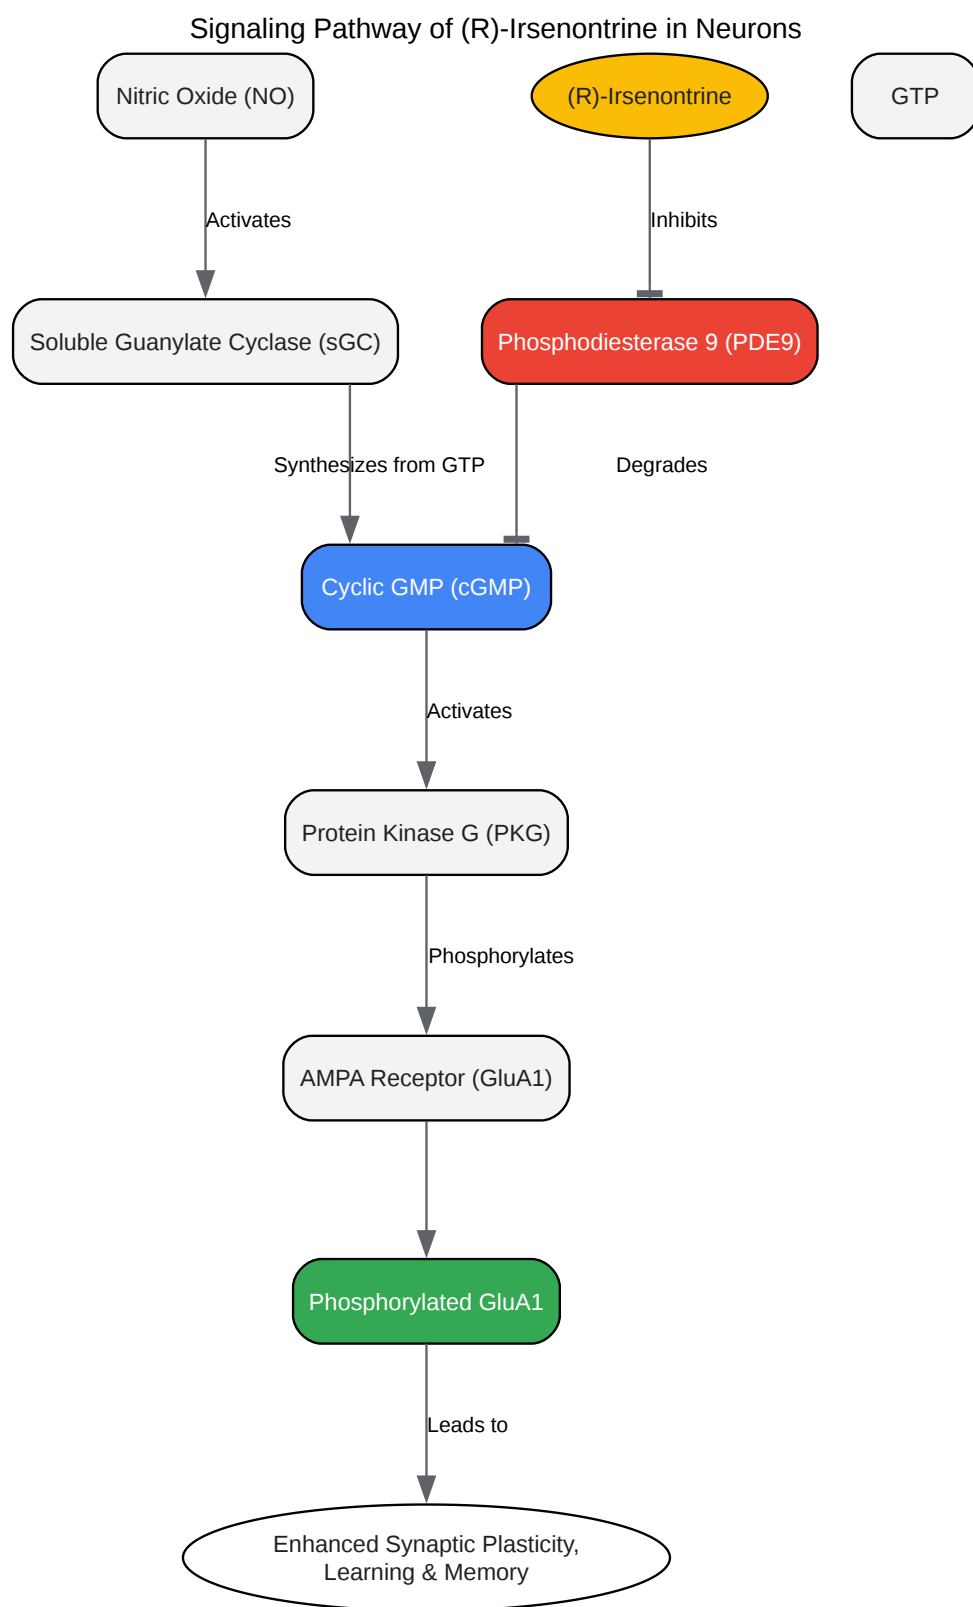 Signaling Pathway of (R)-Irsenontrine in Neurons
Nitric Oxide (NO)
(R)-Irsenontrine
GTP
Activates
Inhibits
Soluble Guanylate Cyclase (sGC)
Phosphodiesterase 9 (PDE9)
Synthesizes from GTP
Degrades
Cyclic GMP (cGMP)
Activates
Protein Kinase G (PKG)
Phosphorylates
AMPA Receptor (GluA1)
Phosphorylated GluA1
Leads to
Enhanced Synaptic Plasticity,
Learning & Memory